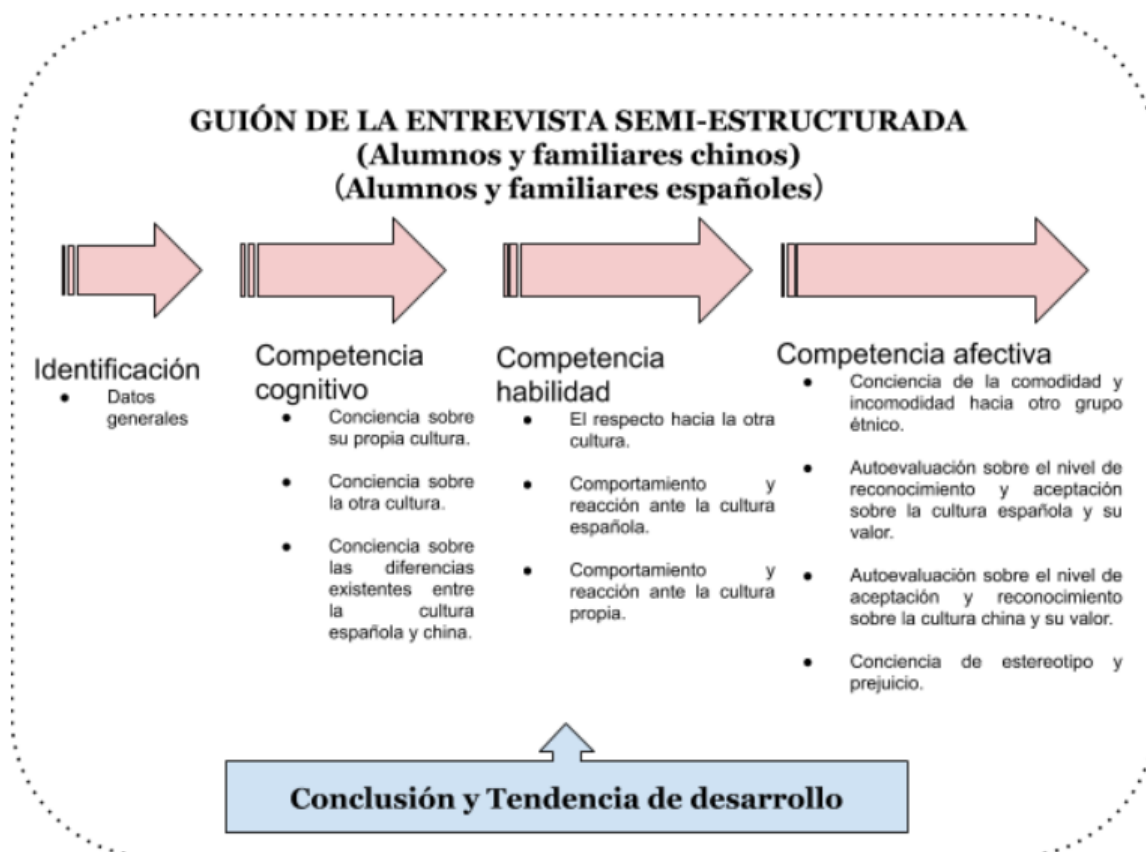 GUIÓN DE LA ENTREVISTA SEMI-ESTRUCTURADA
(Alumnos y familiares chinos)
(Alumnos y familiares españoles)
Identificación
● Datos
generales
Competencia
cognitivo
● Conciencia sobre
su propia cultura.
● Conciencia sobre
la otra cultura.
● Conciencia sobre
las diferencias
existentes entre
la cultura
española y china.
Competencia
habilidad
● El respecto hacia la otra
cultura.
● Comportamiento y
reacción ante la cultura
española.
● Comportamiento y
reacción ante la cultura
propia.
Competencia afectiva
● Conciencia de la comodidad y
incomodidad hacia otro grupo
étnico.
● Autoevaluación sobre el nivel de
reconocimiento y aceptación
sobre la cultura española y su
valor.
● Autoevaluación sobre el nivel de
aceptación y reconocimiento
sobre la cultura china y su valor.
● Conciencia de estereotipo y
prejuicio.
Conclusión y Tendencia de desarrollo